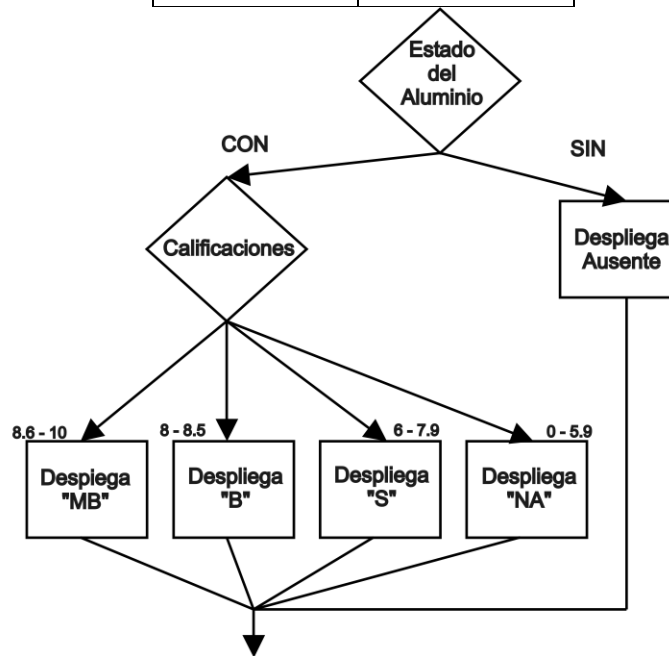 Estado
del
Aluminio
CON
SIN
Calificaciones
Despliega
Ausente
8.6 - 10
8 - 8.5
6 - 7.9
0 - 5.9
Despiega
"MB"
Despliega
"B"
Despliega
"S"
Despliega
"NA"